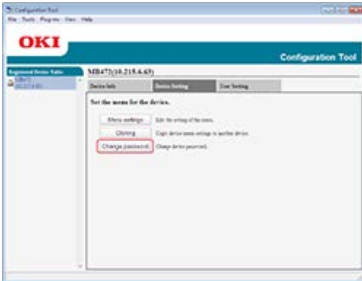 Configuration Tool
File Tools Plug-ins View Help
OKI
Configuration Tool
Registered Device Table
MB472(10.215.4.63)
MB472
Device Info Device Setting User Setting
Set the menu for the device.
Menu settings Edit the setting of the menu.
Cloning Copy device menu settings to another device.
Change password Change device password.